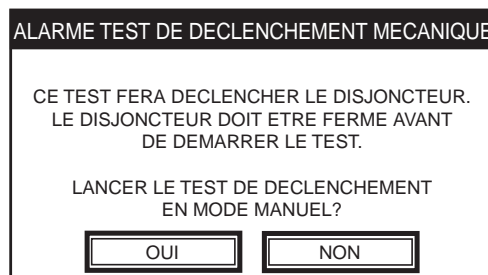 ALARME TEST DE DECLENCHEMENT MECANIQUE
CE TEST FERA DECLENCHER LE DISJONCTEUR.
LE DISJONCTEUR DOIT ETRE FERME AVANT
DE DEMARRER LE TEST.
LANCER LE TEST DE DECLENCHEMENT
EN MODE MANUEL?
OUI NON